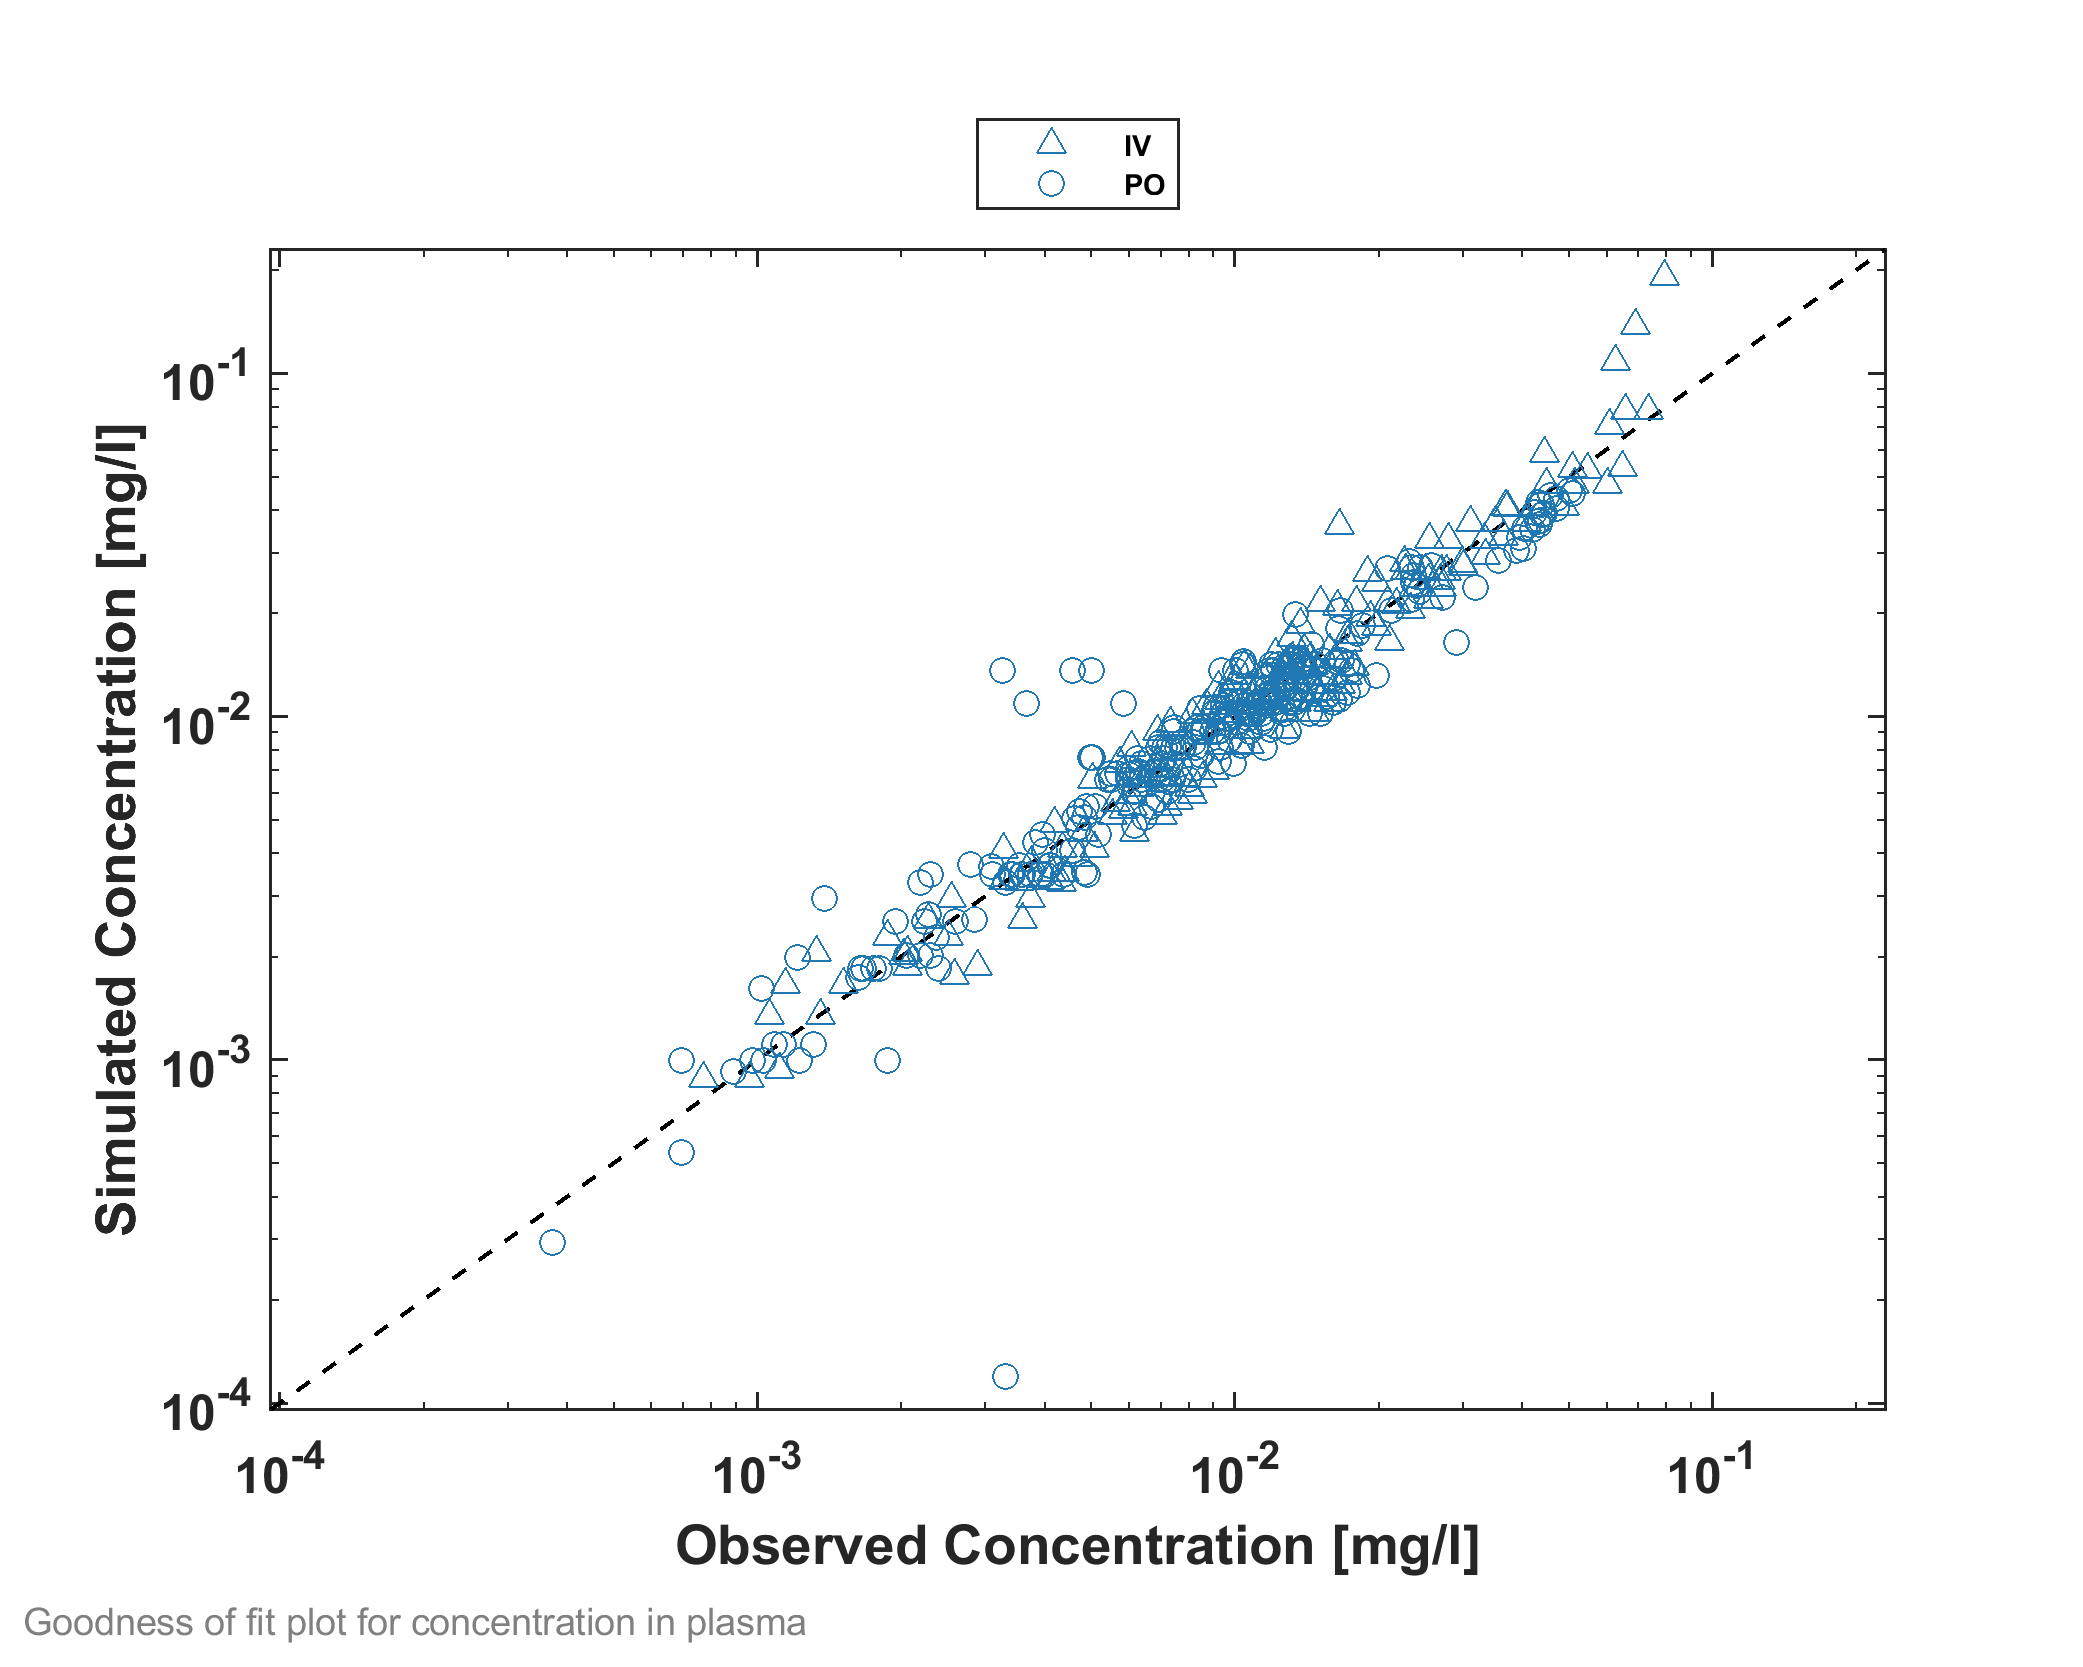 IV
PO
Simulated Concentration [mg/l]
10^-1
10^-2
10^-3
10^-4
10^-4 10^-3 10^-2 10^-1
Observed Concentration [mg/l]
Goodness of fit plot for concentration in plasma